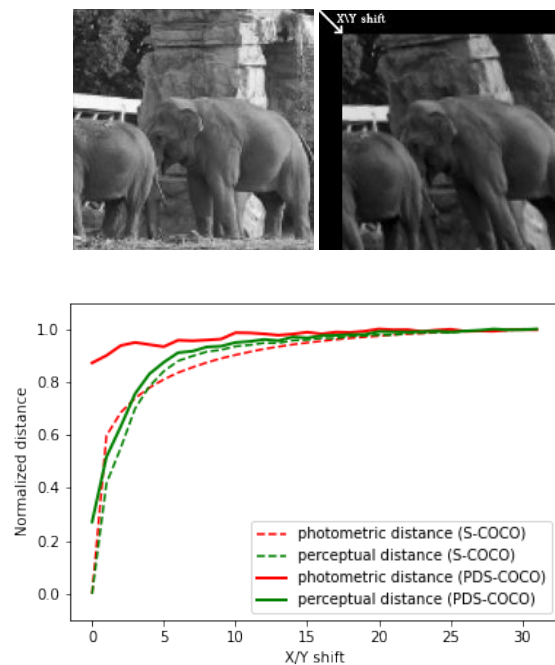 X\Y shift
1.0
0.8
0.6
0.4
0.2
0.0
Normalized distance
photometric distance (S-COCO)
perceptual distance (S-COCO)
photometric distance (PDS-COCO)
perceptual distance (PDS-COCO)
0 5 10 15 20 25 30
X/Y shift